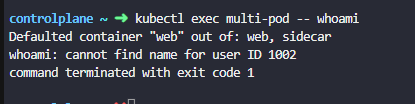 controlplane ~ ➜ kubectl exec multi-pod -- whoami
Defaulted container "web" out of: web, sidecar
whoami: cannot find name for user ID 1002
command terminated with exit code 1